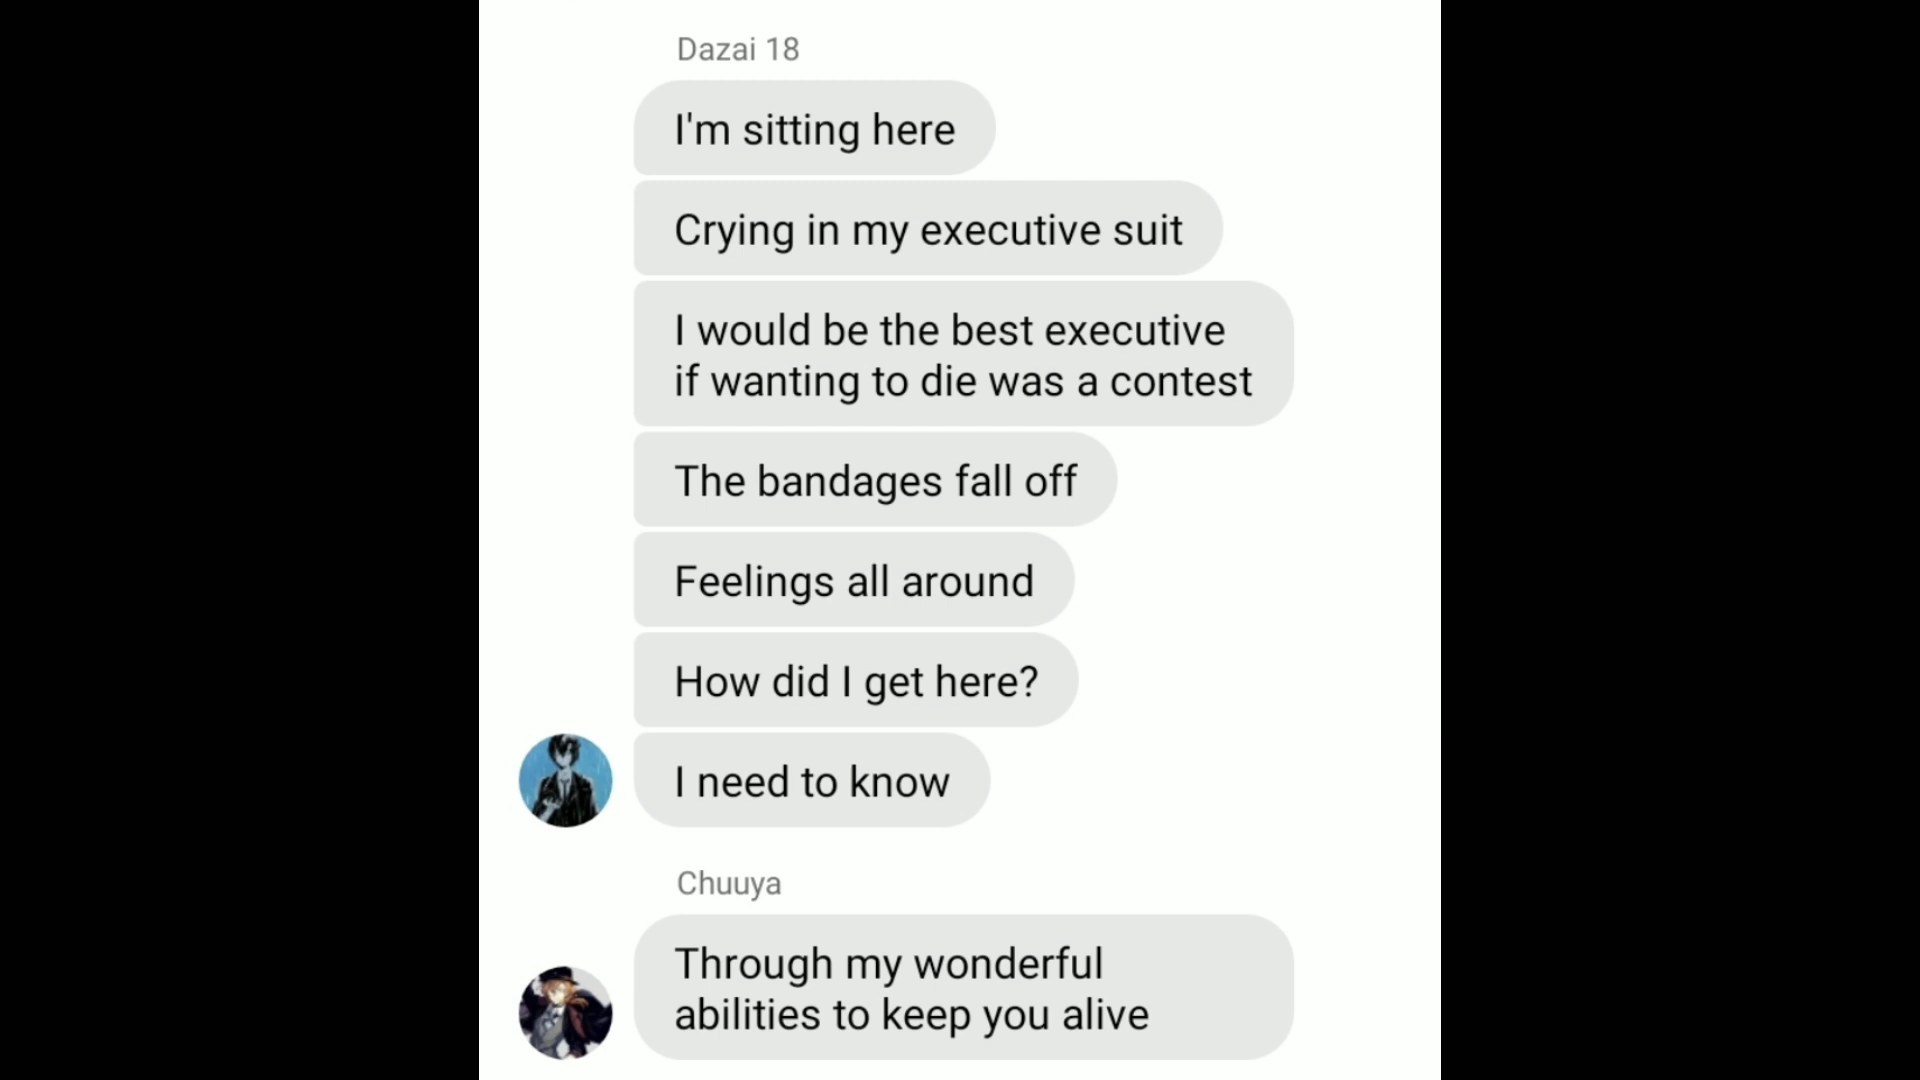 Dazai 18
I'm sitting here
Crying in my executive suit
I would be the best executive
if wanting to die was a contest
The bandages fall off
Feelings all around
How did I get here?
I need to know
Chuuya
Through my wonderful
abilities to keep you alive